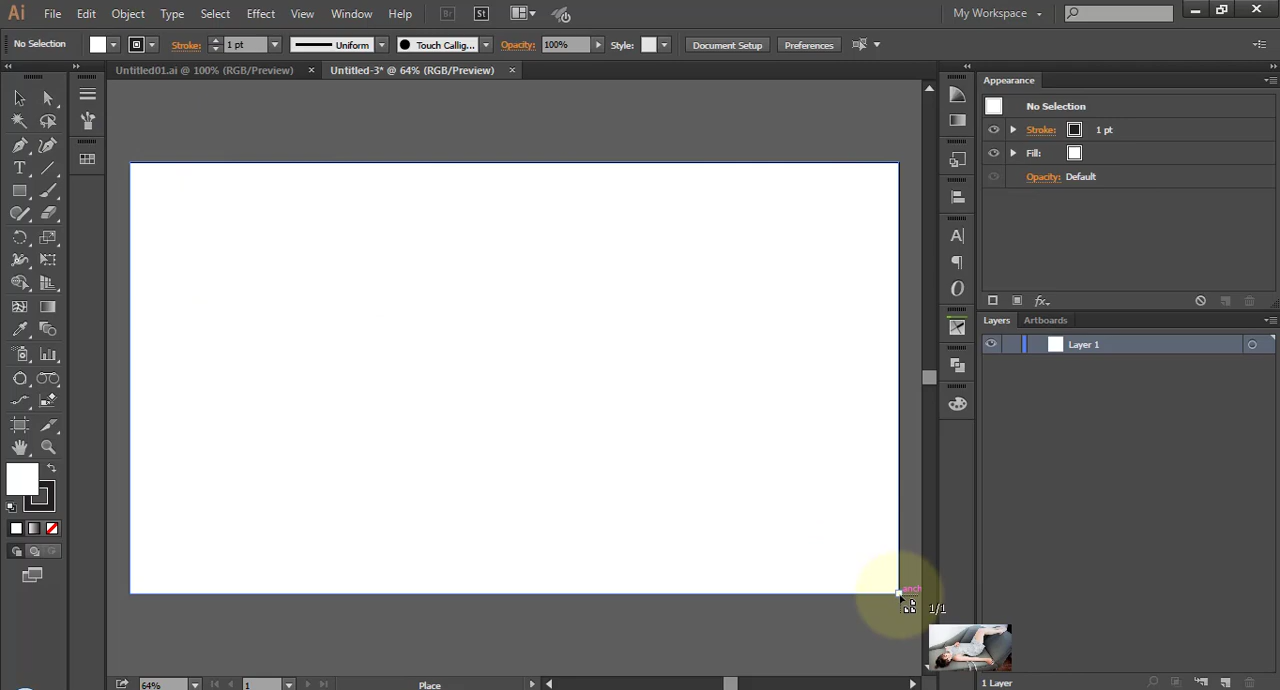 Ai File Edit Object Type Select Effect View Window Help Br St My Workspace
No Selection Stroke: 1 pt Uniform Touch Callig... Opacity: 100% Style: Document Setup Preferences
Untitled01.ai @ 100% (RGB/Preview) Untitled-3* @ 64% (RGB/Preview)
Appearance
No Selection
Stroke: 1 pt
Fill:
Opacity: Default
fx
Layers Artboards
Layer 1
anch
1/1
64% 1 Place 1 Layer